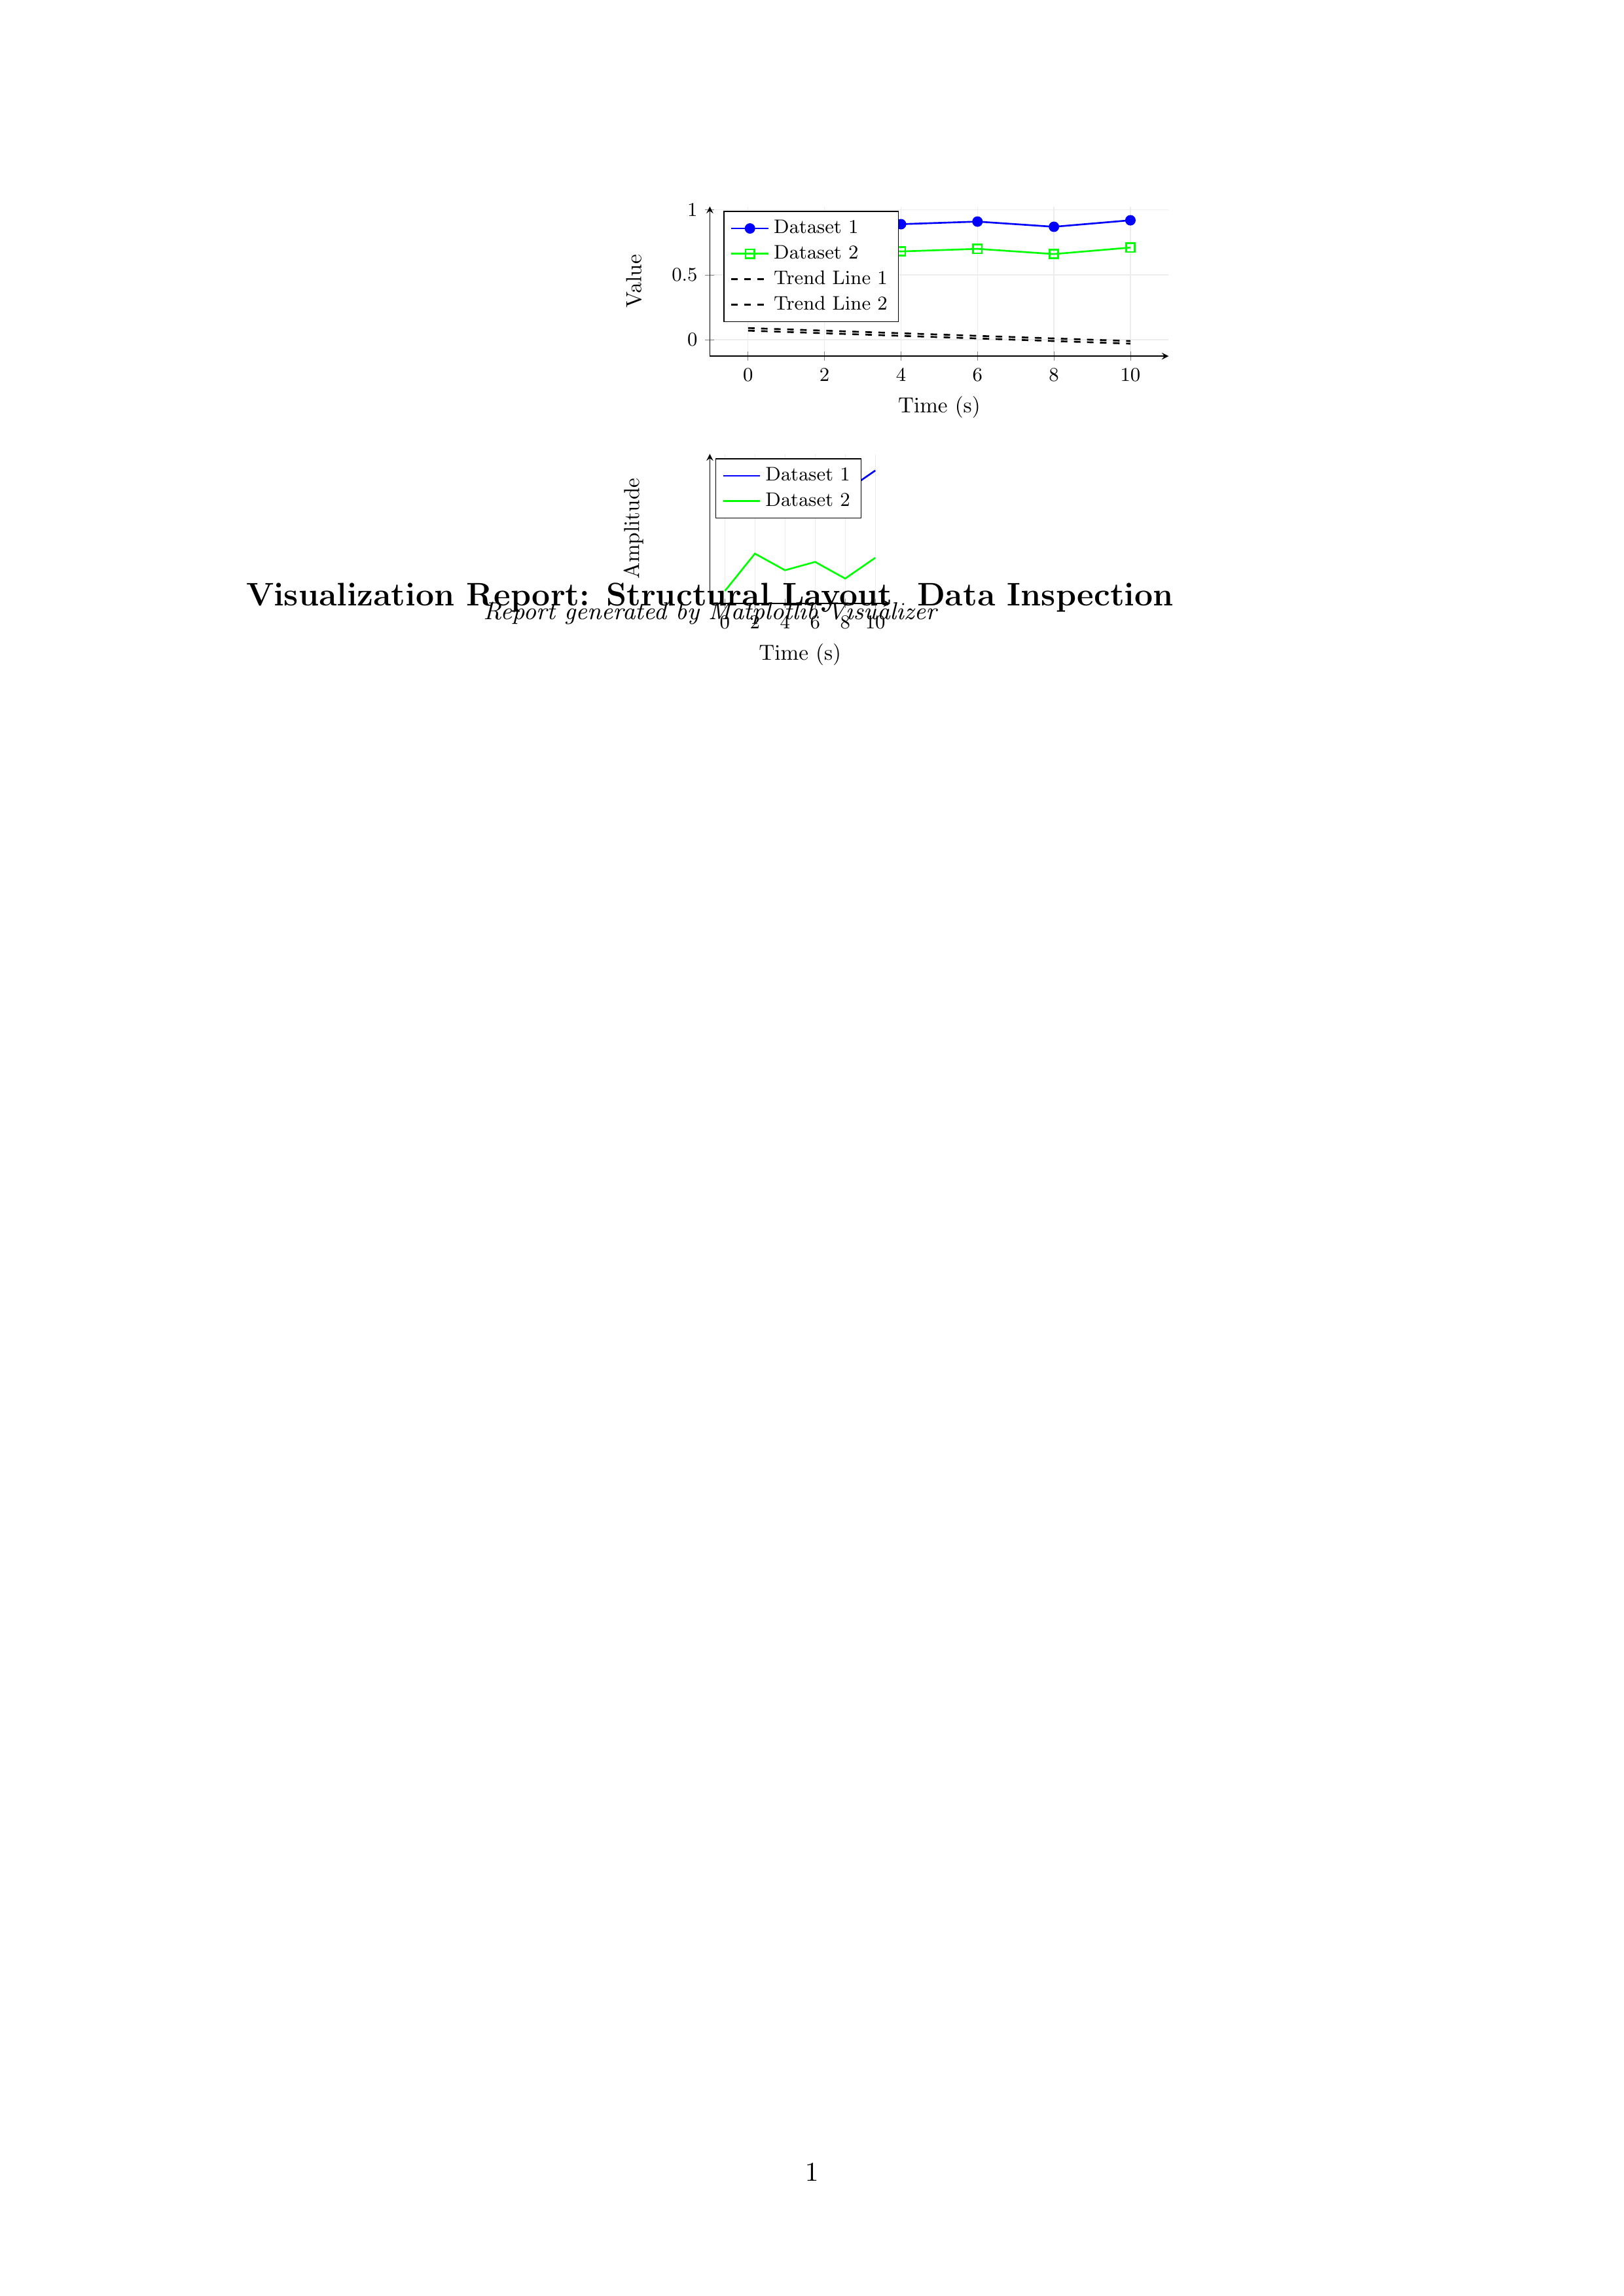 1
Dataset 1
Dataset 2
0.5
Trend Line 1
Trend Line 2
0
Value
0 2 4 6 8 10
Time (s)
Dataset 1
Dataset 2
Amplitude
Visualization Report: Structural Layout Data Inspection
Report generated by Matplotlib Visualizer
0 2 4 6 8 10
Time (s)
1